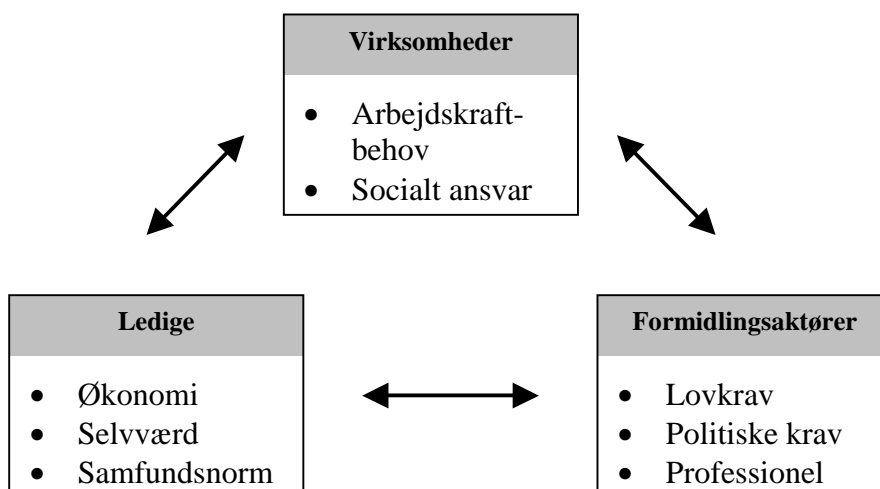 Virksomheder
• Arbejdskraft-
behov
• Socialt ansvar
Ledige
• Økonomi
• Selvværd
• Samfundsnorm
Formidlingsaktører
• Lovkrav
• Politiske krav
• Professionel